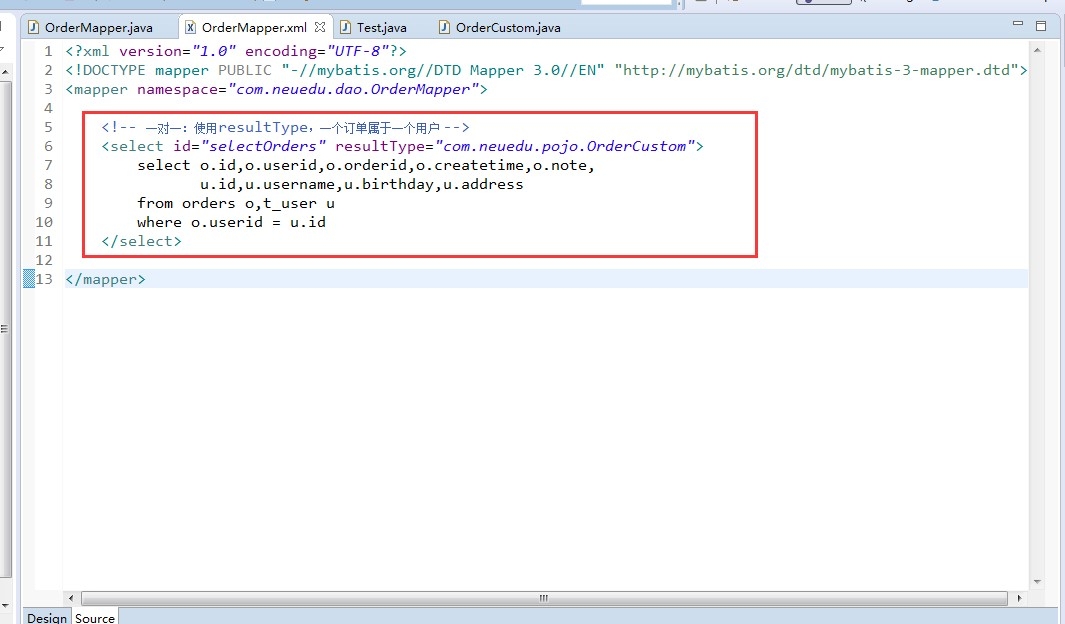 OrderMapper.java OrderMapper.xml Test.java OrderCustom.java
1 <?xml version="1.0" encoding="UTF-8"?>
2 <!DOCTYPE mapper PUBLIC "-//mybatis.org//DTD Mapper 3.0//EN" "http://mybatis.org/dtd/mybatis-3-mapper.dtd">
3 <mapper namespace="com.neuedu.dao.OrderMapper">
4
5 <!-- 一对一：使用resultType，一个订单属于一个用户 -->
6 <select id="selectOrders" resultType="com.neuedu.pojo.OrderCustom">
7 select o.id,o.userid,o.orderid,o.createtime,o.note,
8 u.id,u.username,u.birthday,u.address
9 from orders o,t_user u
10 where o.userid = u.id
11 </select>
12
13 </mapper>
Design Source